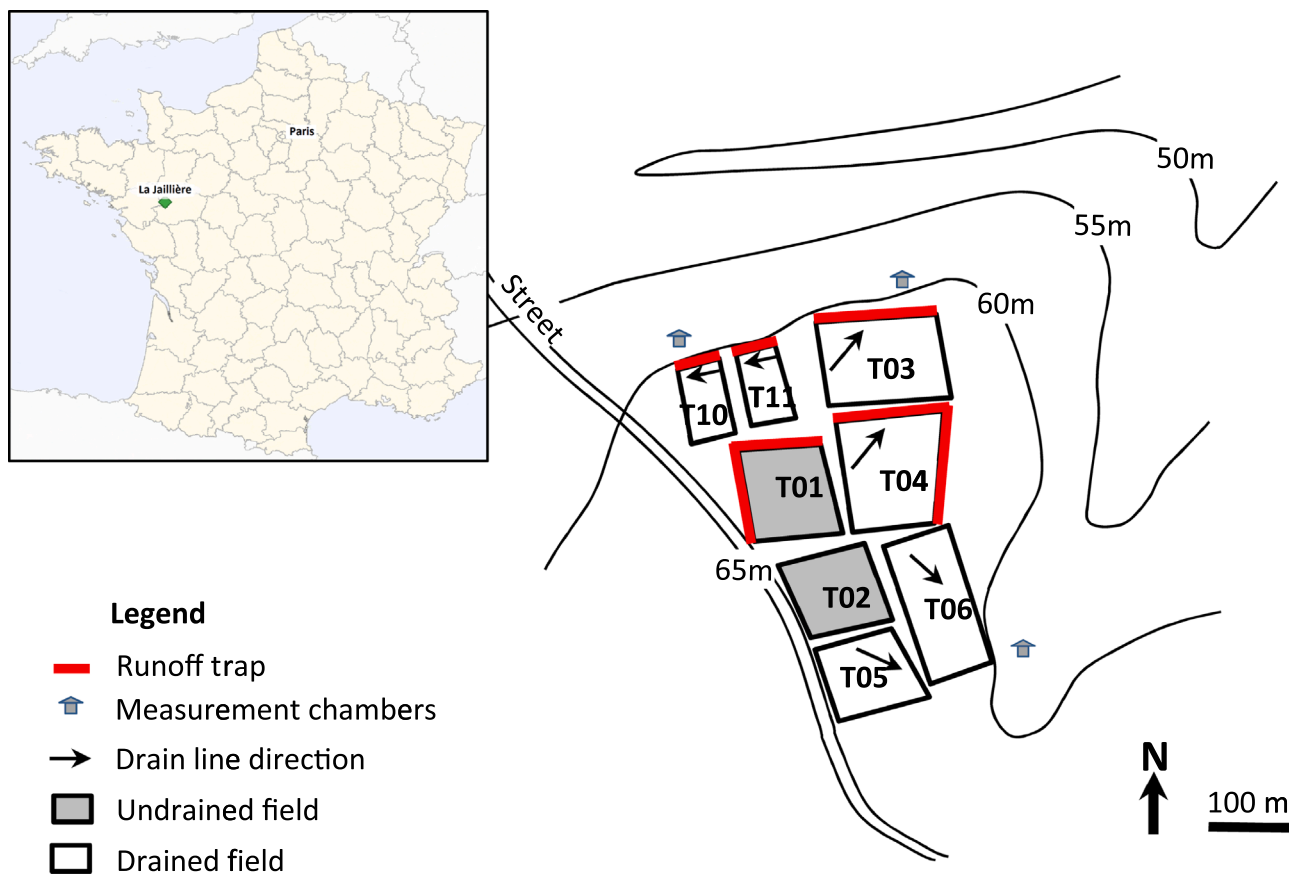 Paris
La Jaillière
50m
55m
Street
60m
T03
T10
T11
T01
T04
65m
T02
T06
T05
Legend
Runoff trap
Measurement chambers
Drain line direction
Undrained field
Drained field
N
100 m